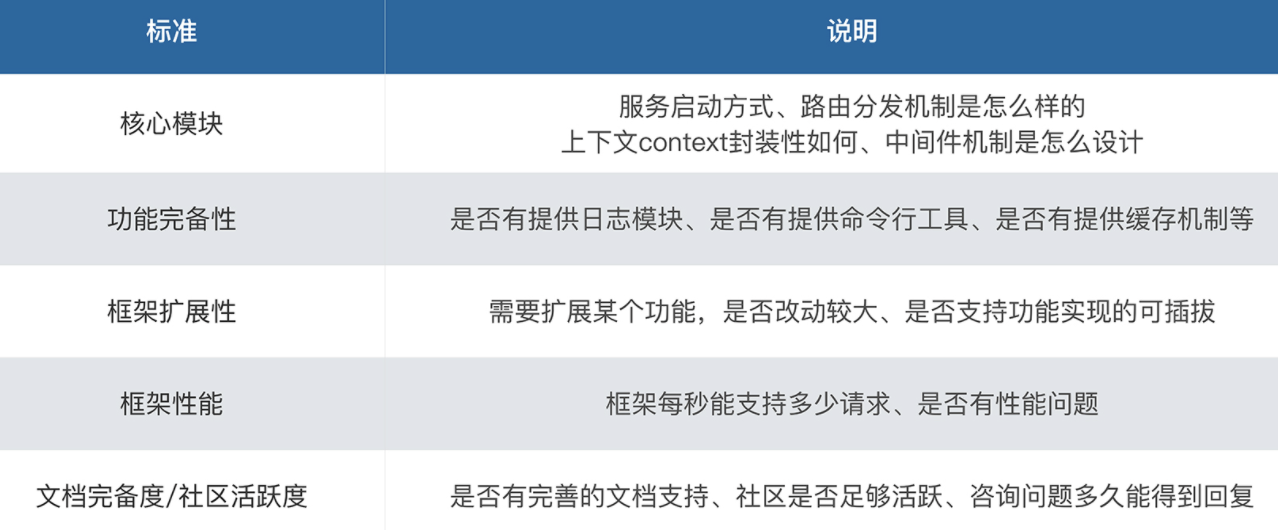 标准
说明
核心模块
服务启动方式、路由分发机制是怎么样的
上下文context封装性如何、中间件机制是怎么设计
功能完备性
是否有提供日志模块、是否有提供命令行工具、是否有提供缓存机制等
框架扩展性
需要扩展某个功能，是否改动较大、是否支持功能实现的可插拔
框架性能
框架每秒能支持多少请求、是否有性能问题
文档完备度/社区活跃度
是否有完善的文档支持、社区是否足够活跃、咨询问题多久能得到回复